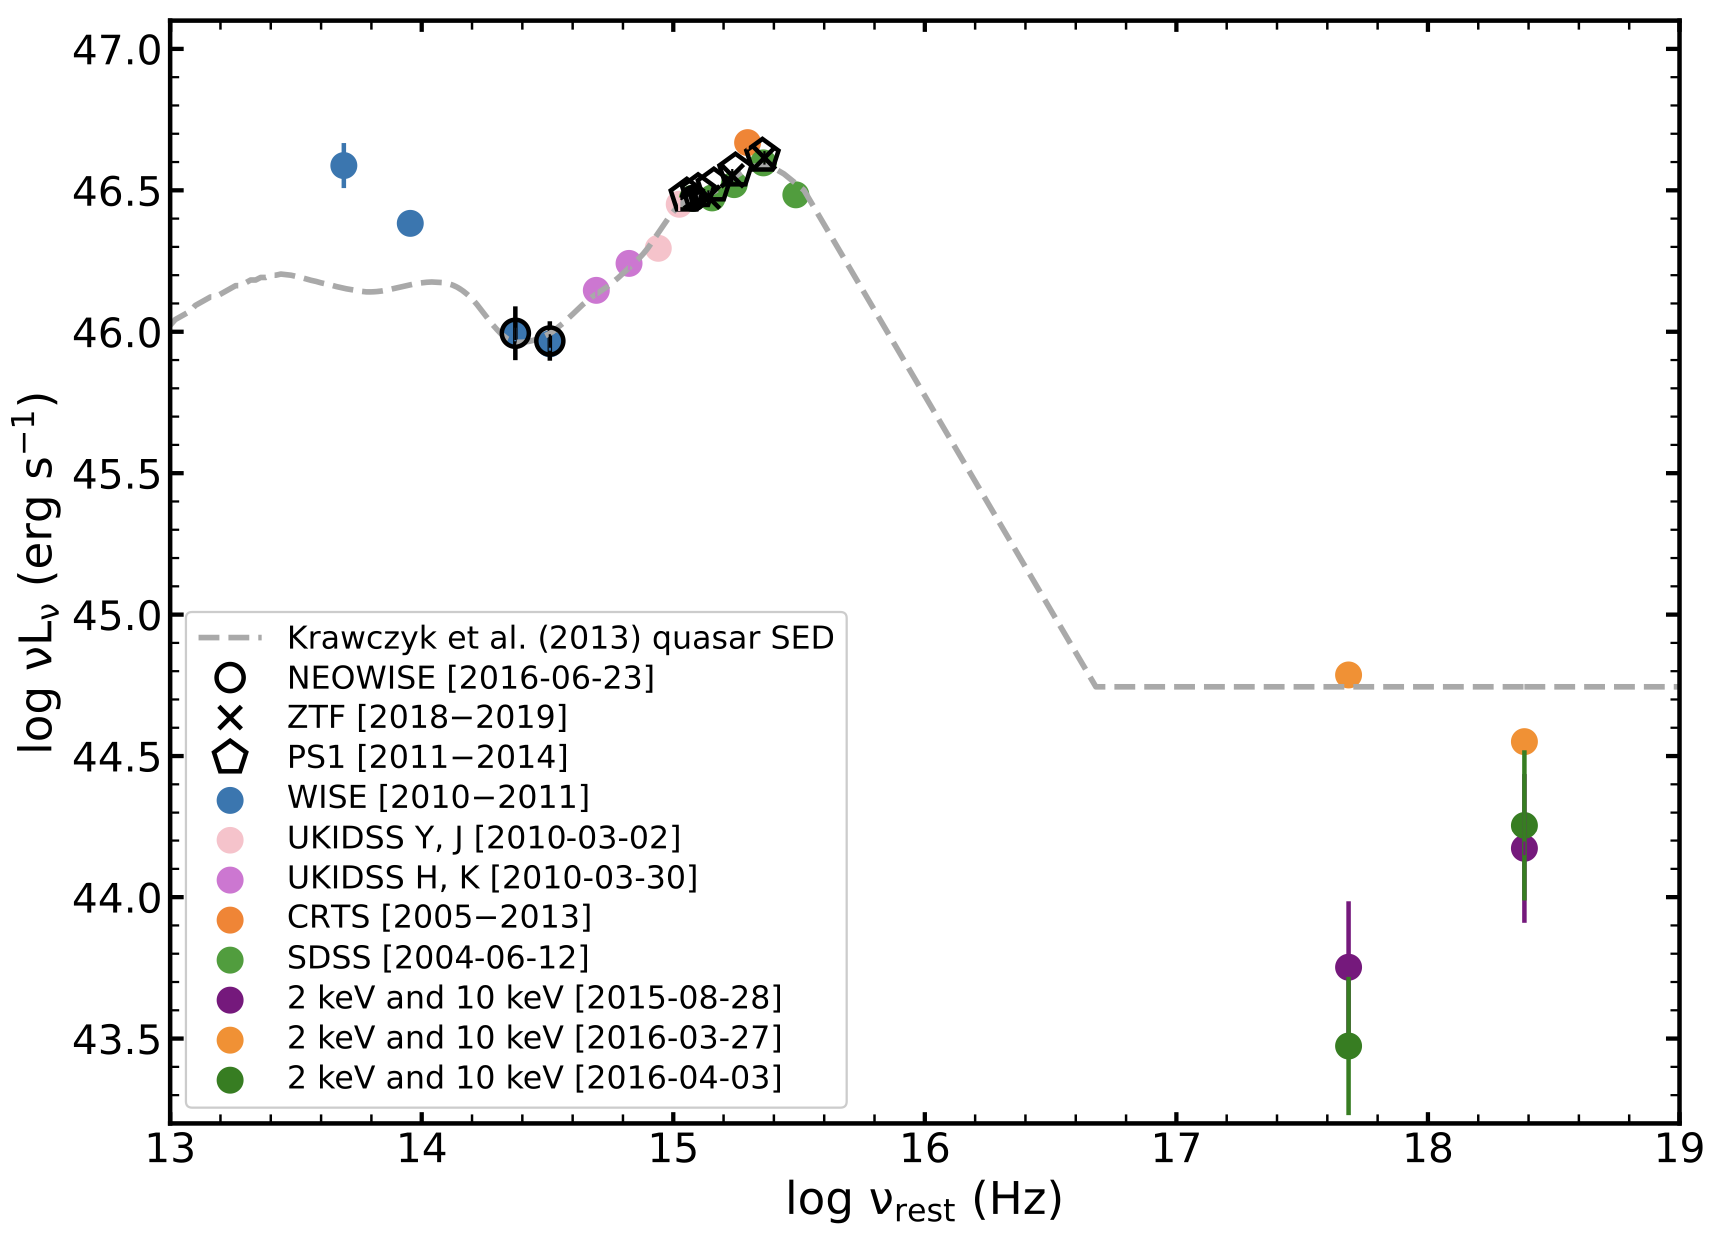 47.0
46.5
46.0
45.5
45.0
44.5
44.0
43.5
log νLν (erg s⁻¹)
Krawczyk et al. (2013) quasar SED
NEOWISE [2016-06-23]
ZTF [2018−2019]
PS1 [2011−2014]
WISE [2010−2011]
UKIDSS Y, J [2010-03-02]
UKIDSS H, K [2010-03-30]
CRTS [2005−2013]
SDSS [2004-06-12]
2 keV and 10 keV [2015-08-28]
2 keV and 10 keV [2016-03-27]
2 keV and 10 keV [2016-04-03]
13 14 15 16 17 18 19
log νrest (Hz)